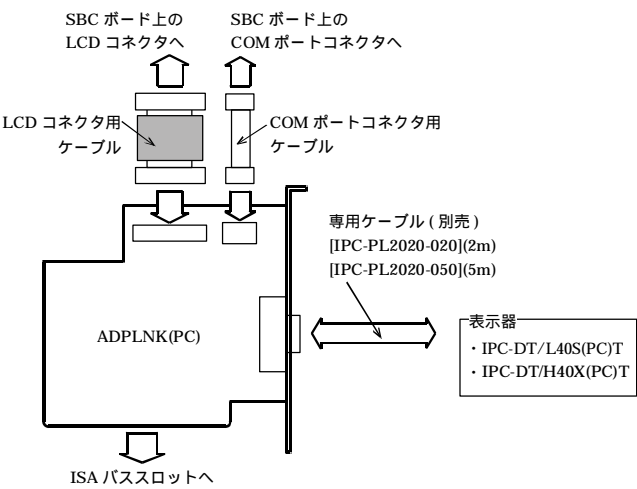 SBC ボード上の
LCD コネクタへ
SBC ボード上の
COM ポートコネクタへ
LCD コネクタ用
ケーブル
COM ポートコネクタ用
ケーブル
専用ケーブル ( 別売 )
[IPC-PL2020-020](2m)
[IPC-PL2020-050](5m)
ADPLNK(PC)
表示器
・IPC-DT/L40S(PC)T
・IPC-DT/H40X(PC)T
ISA バススロットへ